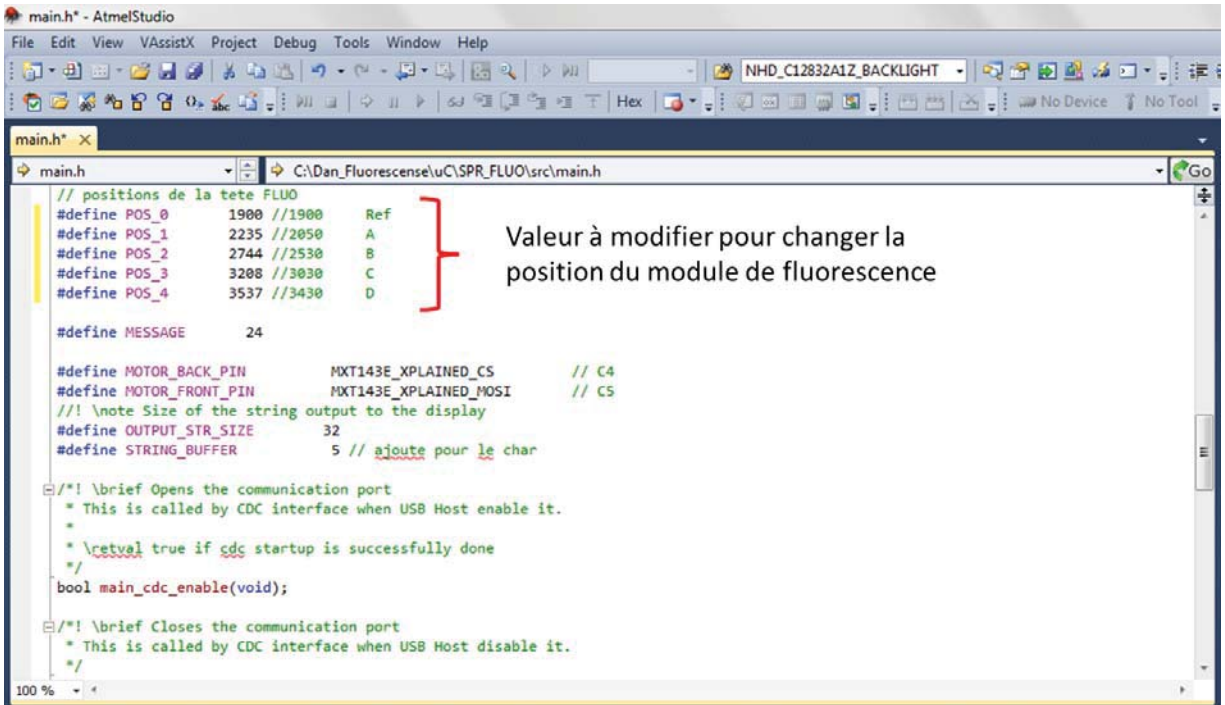 main.h* - AtmelStudio
File Edit View VAssistX Project Debug Tools Window Help
NHD_C12832A1Z_BACKLIGHT
Hex No Device No Tool
main.h*
main.h C:\Dan_Fluorescense\uC\SPR_FLUO\src\main.h Go
// positions de la tete FLUO
#define POS_0 1900 //1900 Ref
#define POS_1 2235 //2050 A
#define POS_2 2744 //2530 B
#define POS_3 3208 //3030 C
#define POS_4 3537 //3430 D
Valeur à modifier pour changer la
position du module de fluorescence
#define MESSAGE 24
#define MOTOR_BACK_PIN MXT143E_XPLAINED_CS // C4
#define MOTOR_FRONT_PIN MXT143E_XPLAINED_MOSI // C5
//! \note Size of the string output to the display
#define OUTPUT_STR_SIZE 32
#define STRING_BUFFER 5 // ajoute pour le char
/*! \brief Opens the communication port
* This is called by CDC interface when USB Host enable it.
*
* \retval true if cdc startup is successfully done
*/
bool main_cdc_enable(void);
/*! \brief Closes the communication port
* This is called by CDC interface when USB Host disable it.
*/
100 %